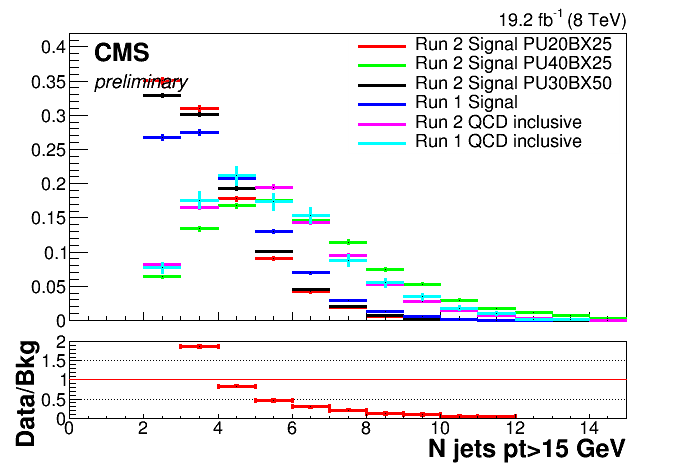 19.2 fb-1 (8 TeV)
CMS
preliminary
Run 2 Signal PU20BX25
Run 2 Signal PU40BX25
Run 2 Signal PU30BX50
Run 1 Signal
Run 2 QCD inclusive
Run 1 QCD inclusive
0.4
0.35
0.3
0.25
0.2
0.15
0.1
0.05
0
Data/Bkg
2
1.5
1
0.5
0
0 2 4 6 8 10 12 14
N jets pt>15 GeV